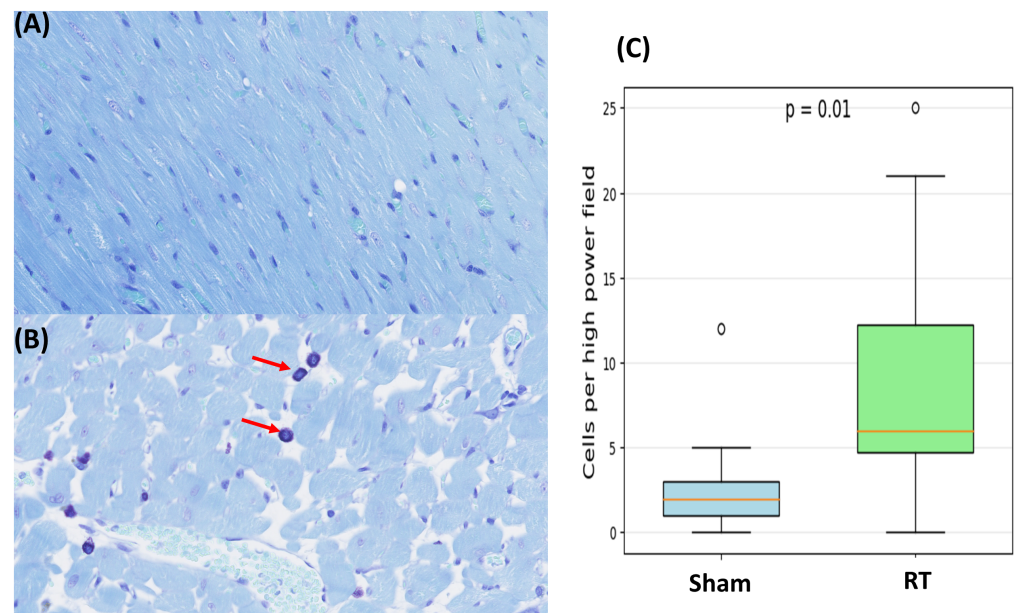 (A)
(B)
(C)
p = 0.01
Cells per high power field
25
20
15
10
5
0
Sham
RT